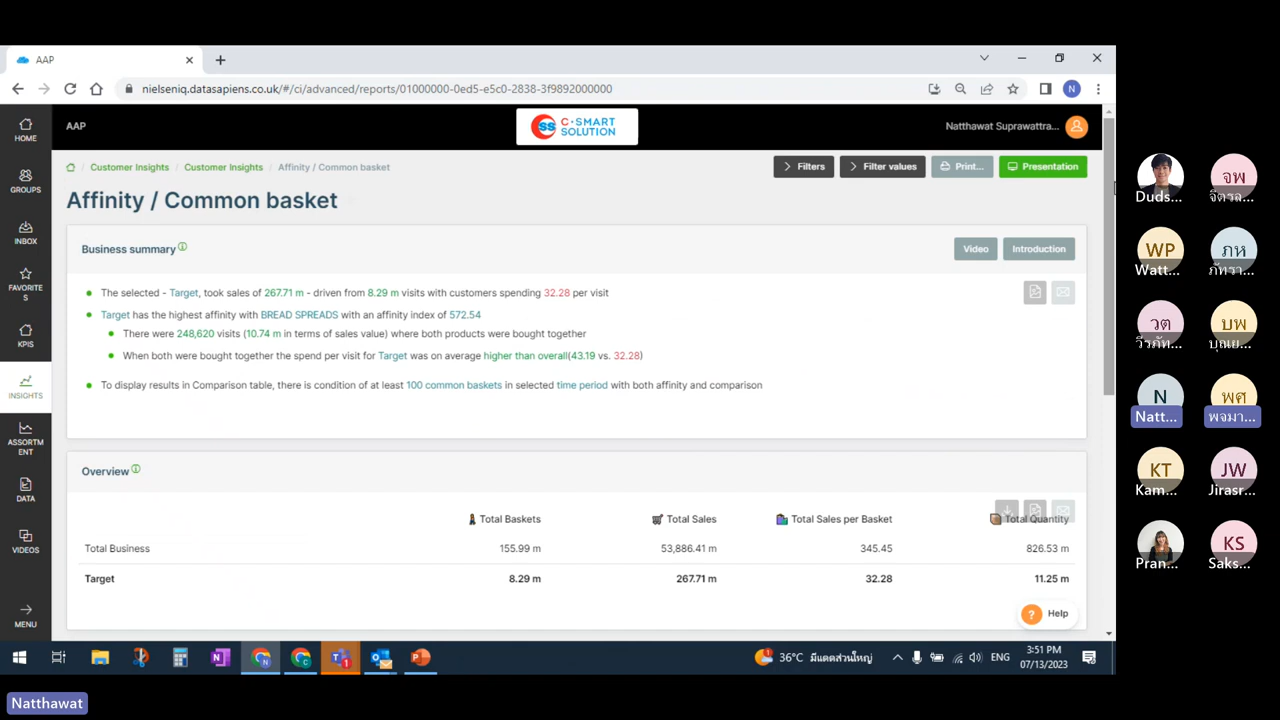 AAP
nielseniq.datasapiens.co.uk/#/ci/advanced/reports/01000000-0ed5-e5c0-2838-3f9892000000
N
HOME
GROUPS
INBOX
FAVORITE
S
KPIS
INSIGHTS
ASSORTM
ENT
DATA
VIDEOS
MENU
AAP
SS C·SMART
SOLUTION
Natthawat Suprawattra...
/ Customer Insights / Customer Insights / Affinity / Common basket
Filters
Filter values
Print...
Presentation
Affinity / Common basket
Business summary
Video
Introduction
The selected - Target, took sales of 267.71 m - driven from 8.29 m visits with customers spending 32.28 per visit
Target has the highest affinity with BREAD SPREADS with an affinity index of 572.54
There were 248,620 visits (10.74 m in terms of sales value) where both products were bought together
When both were bought together the spend per visit for Target was on average higher than overall(43.19 vs. 32.28)
To display results in Comparison table, there is condition of at least 100 common baskets in selected time period with both affinity and comparison
Overview
Total Baskets Total Sales Total Sales per Basket Total Quantity
Total Business 155.99 m 53,886.41 m 345.45 826.53 m
Target 8.29 m 267.71 m 32.28 11.25 m
? Help
36°C มีแดดส่วนใหญ่
ENG
3:51 PM
07/13/2023
Duds...
จพ
จิตรล...
WP
Watt...
ภห
ภัทรา...
วต
วีรภัท...
บพ
บุณย...
N
Natt...
พศ
พจมา...
KT
Kam...
JW
Jirasr...
Pran...
KS
Saks...
Natthawat